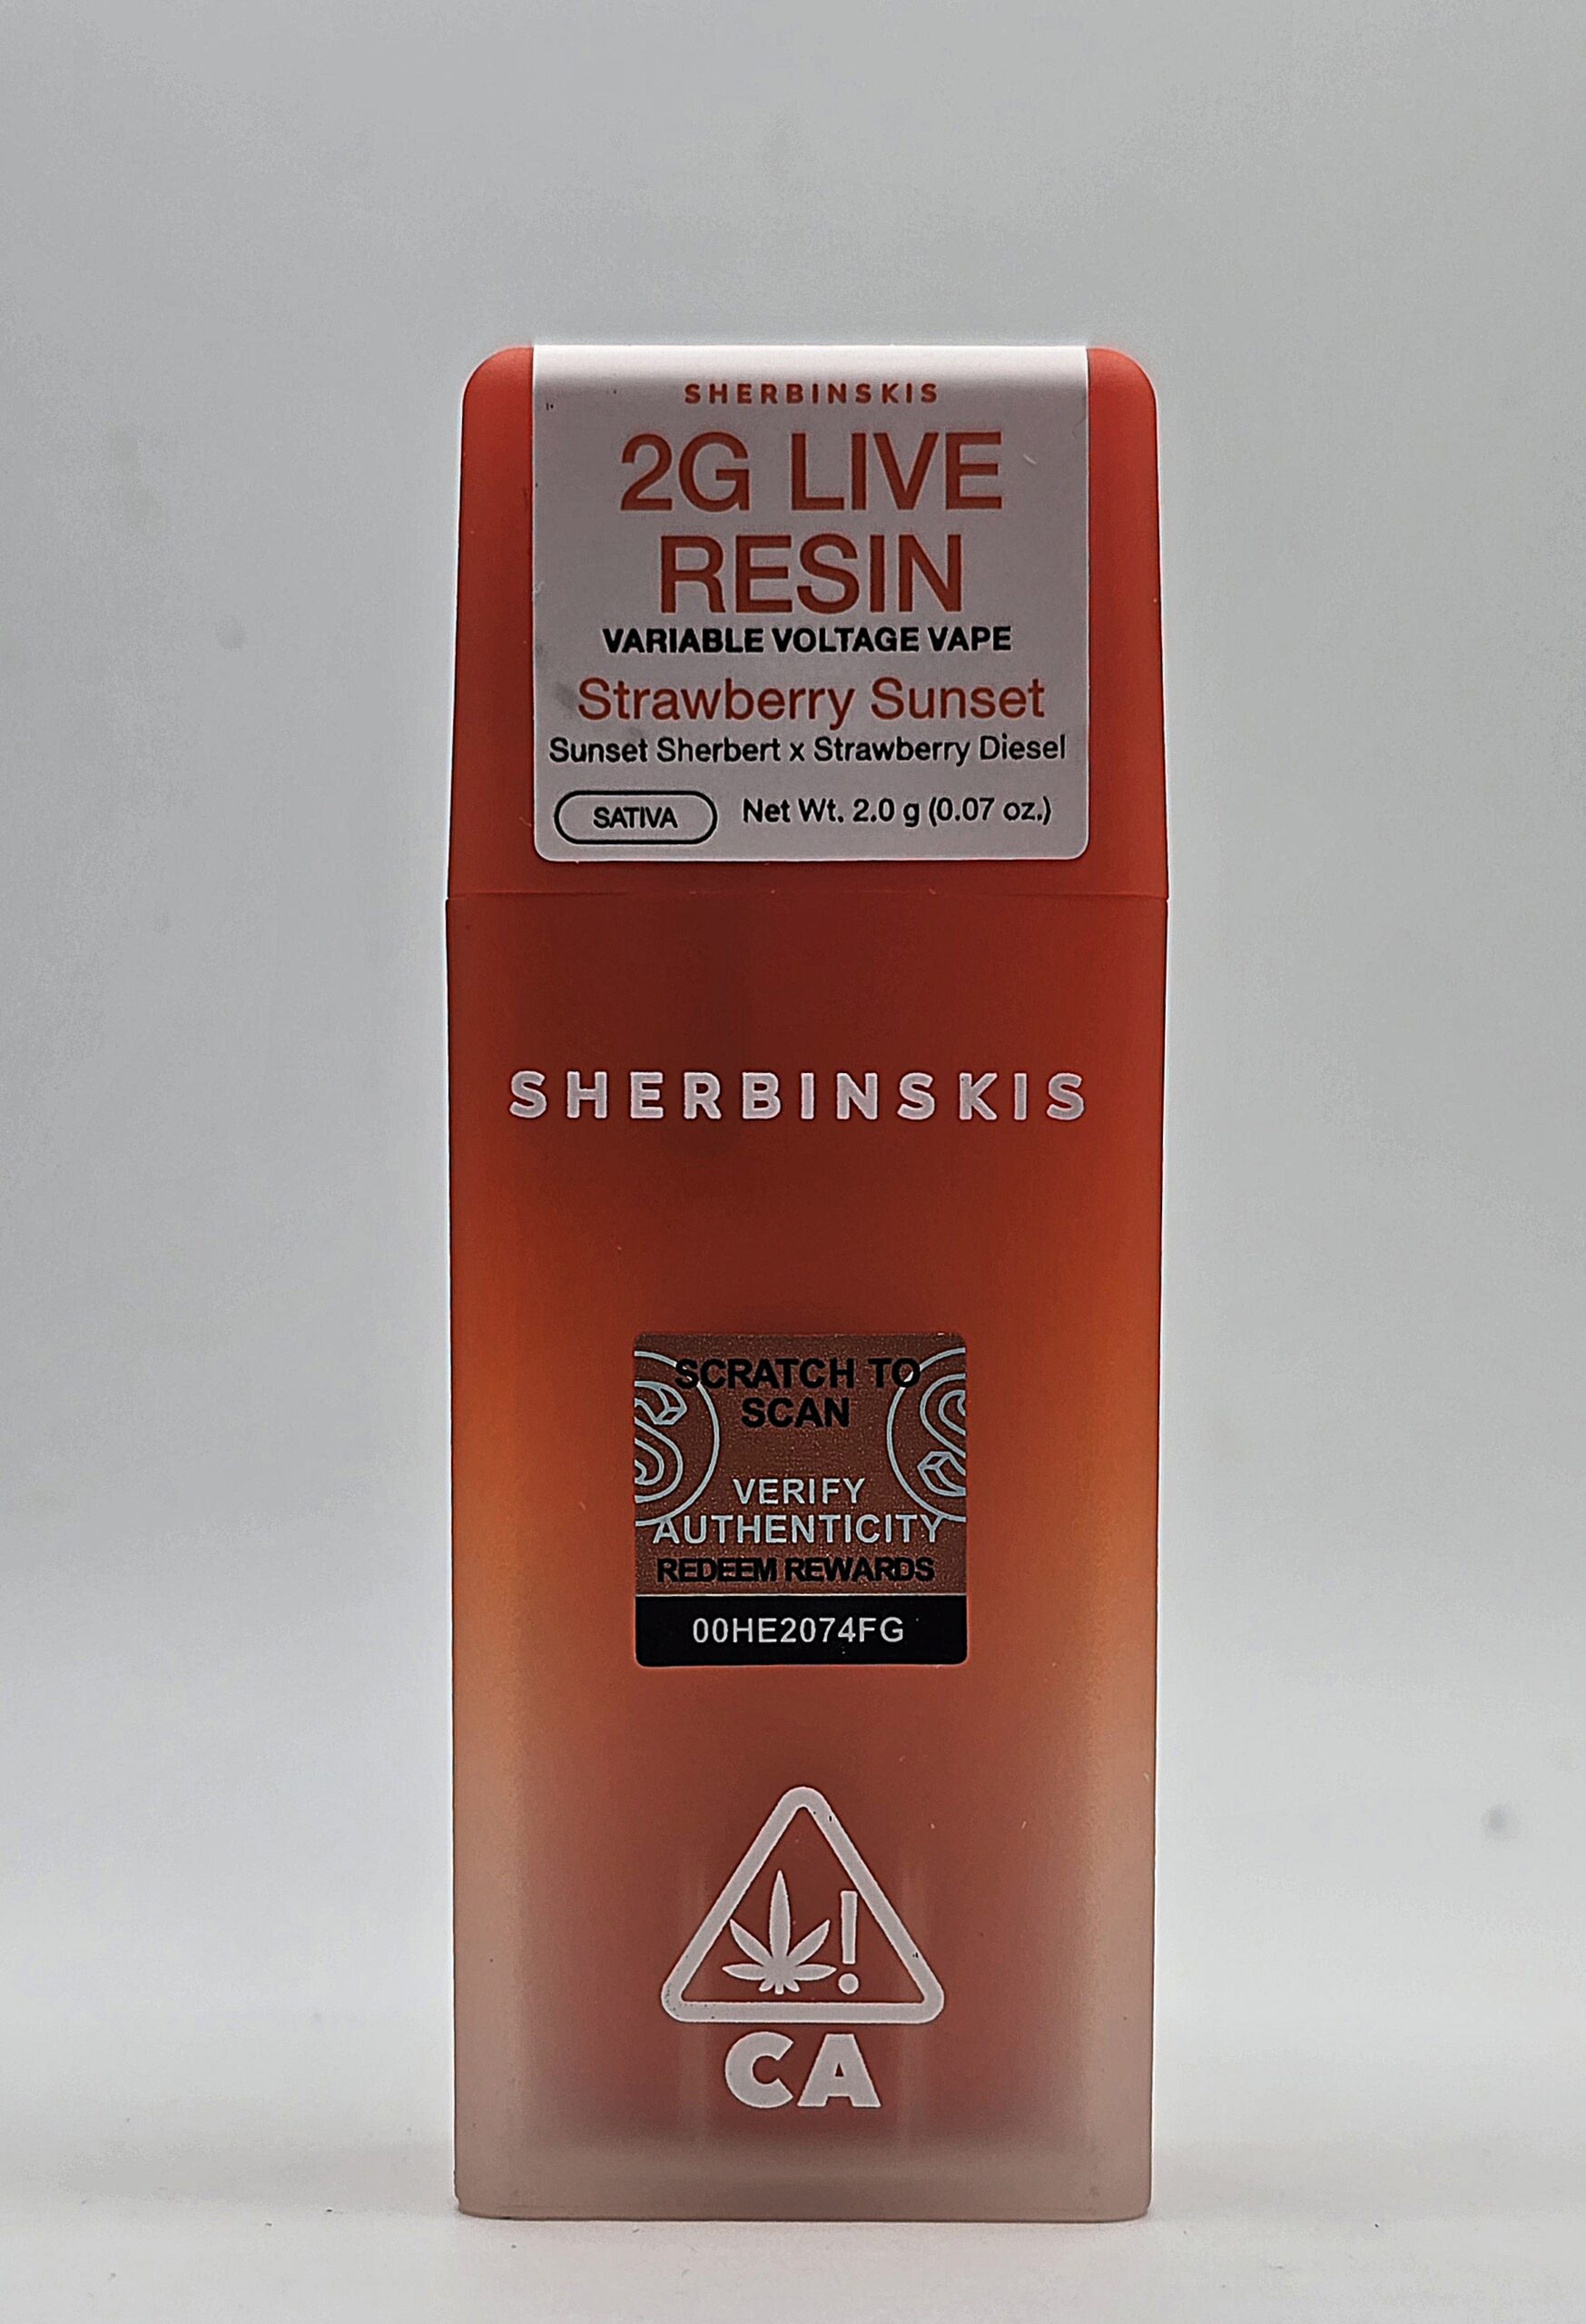 SHERBINSKIS
2G LIVE
RESIN
VARIABLE VOLTAGE VAPE
Strawberry Sunset
Sunset Sherbert x Strawberry Diesel
SATIVA Net Wt. 2.0 g (0.07 oz.)
SHERBINSKIS
SCRATCH TO
SCAN
VERIFY
AUTHENTICITY
REDEEM REWARDS
00HE2074FG
!
CA